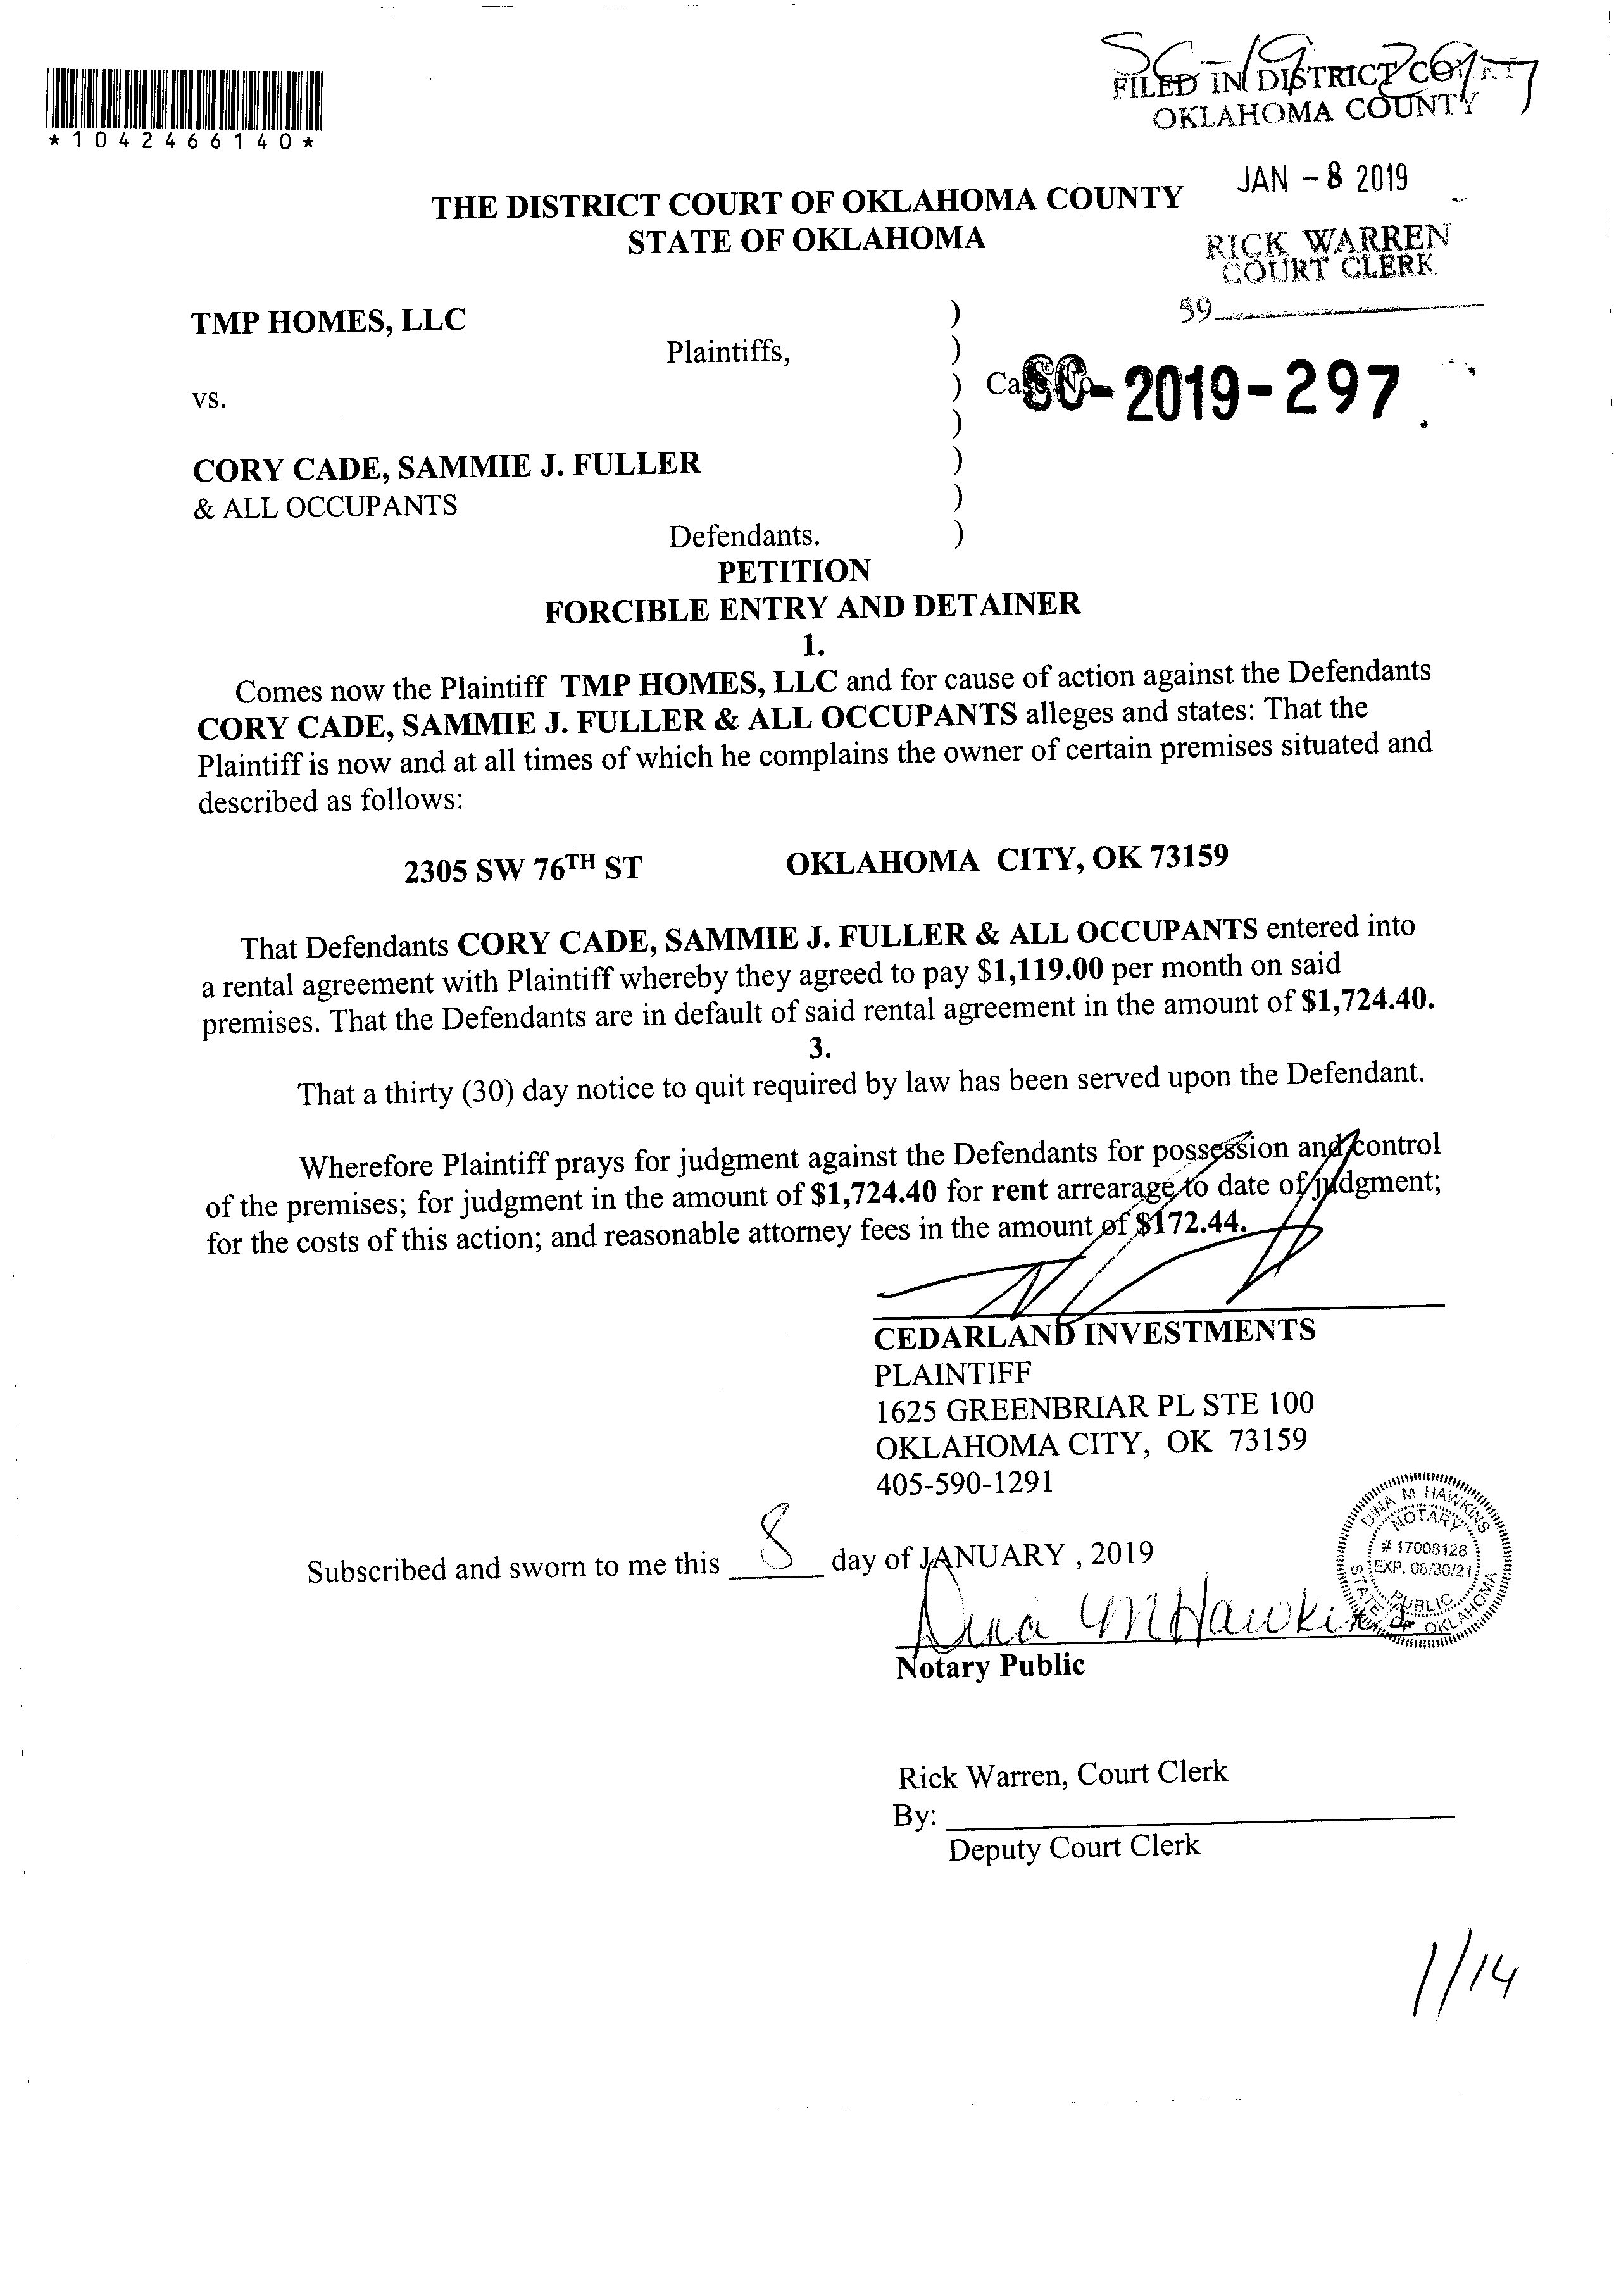 SC-19-297
FILED IN DISTRICT COURT
OKLAHOMA COUNTY
*1042466140*
JAN -8 2019
THE DISTRICT COURT OF OKLAHOMA COUNTY
STATE OF OKLAHOMA
RICK WARREN
COURT CLERK
59
TMP HOMES, LLC )
Plaintiffs, )
vs. ) Case No. SC-2019-297
)
CORY CADE, SAMMIE J. FULLER )
& ALL OCCUPANTS )
Defendants. )
PETITION
FORCIBLE ENTRY AND DETAINER
1.
Comes now the Plaintiff TMP HOMES, LLC and for cause of action against the Defendants
CORY CADE, SAMMIE J. FULLER & ALL OCCUPANTS alleges and states: That the
Plaintiff is now and at all times of which he complains the owner of certain premises situated and
described as follows:
2305 SW 76TH ST OKLAHOMA CITY, OK 73159
That Defendants CORY CADE, SAMMIE J. FULLER & ALL OCCUPANTS entered into
a rental agreement with Plaintiff whereby they agreed to pay $1,119.00 per month on said
premises. That the Defendants are in default of said rental agreement in the amount of $1,724.40.
3.
That a thirty (30) day notice to quit required by law has been served upon the Defendant.
Wherefore Plaintiff prays for judgment against the Defendants for possession and control
of the premises; for judgment in the amount of $1,724.40 for rent arrearage to date of judgment;
for the costs of this action; and reasonable attorney fees in the amount of $172.44.
CEDARLAND INVESTMENTS
PLAINTIFF
1625 GREENBRIAR PL STE 100
OKLAHOMA CITY, OK 73159
405-590-1291
Subscribed and sworn to me this 8 day of JANUARY , 2019
DINA M HAWKINS
NOTARY
# 17008128
EXP. 08/30/21
PUBLIC
STATE OF OKLAHOMA
Dina M Hawkins
Notary Public
Rick Warren, Court Clerk
By:
Deputy Court Clerk
1/14